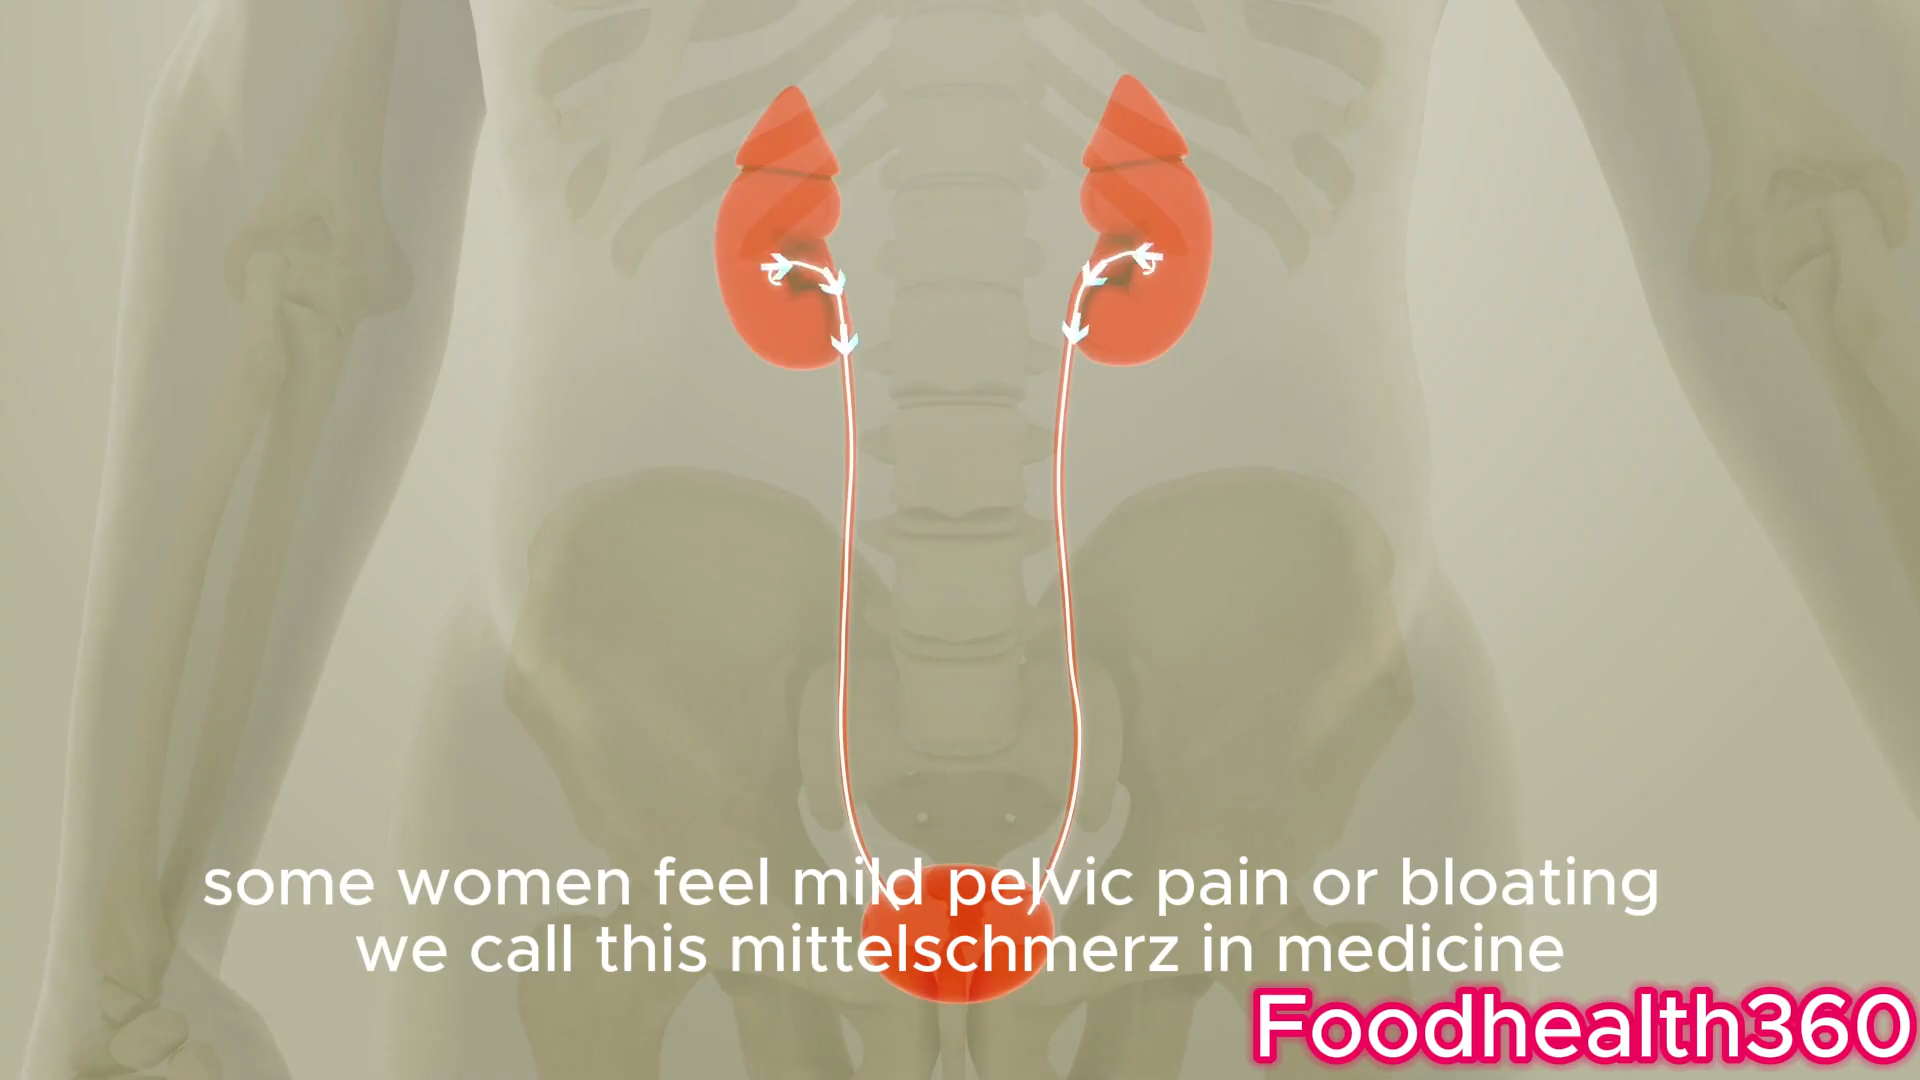 some women feel mild pelvic pain or bloating
we call this mittelschmerz in medicine
Foodhealth360